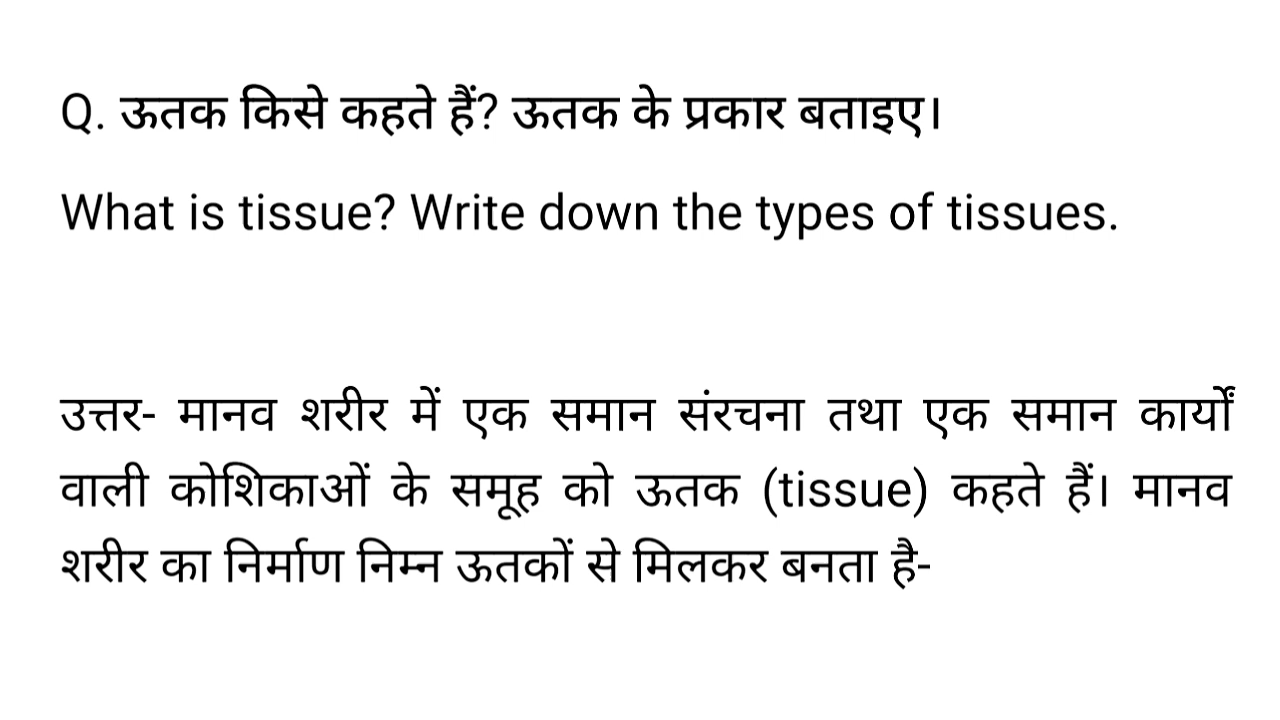 Q. ऊतक किसे कहते हैं? ऊतक के प्रकार बताइए।
What is tissue? Write down the types of tissues.
उत्तर- मानव शरीर में एक समान संरचना तथा एक समान कार्यों
वाली कोशिकाओं के समूह को ऊतक (tissue) कहते हैं। मानव
शरीर का निर्माण निम्न ऊतकों से मिलकर बनता है-